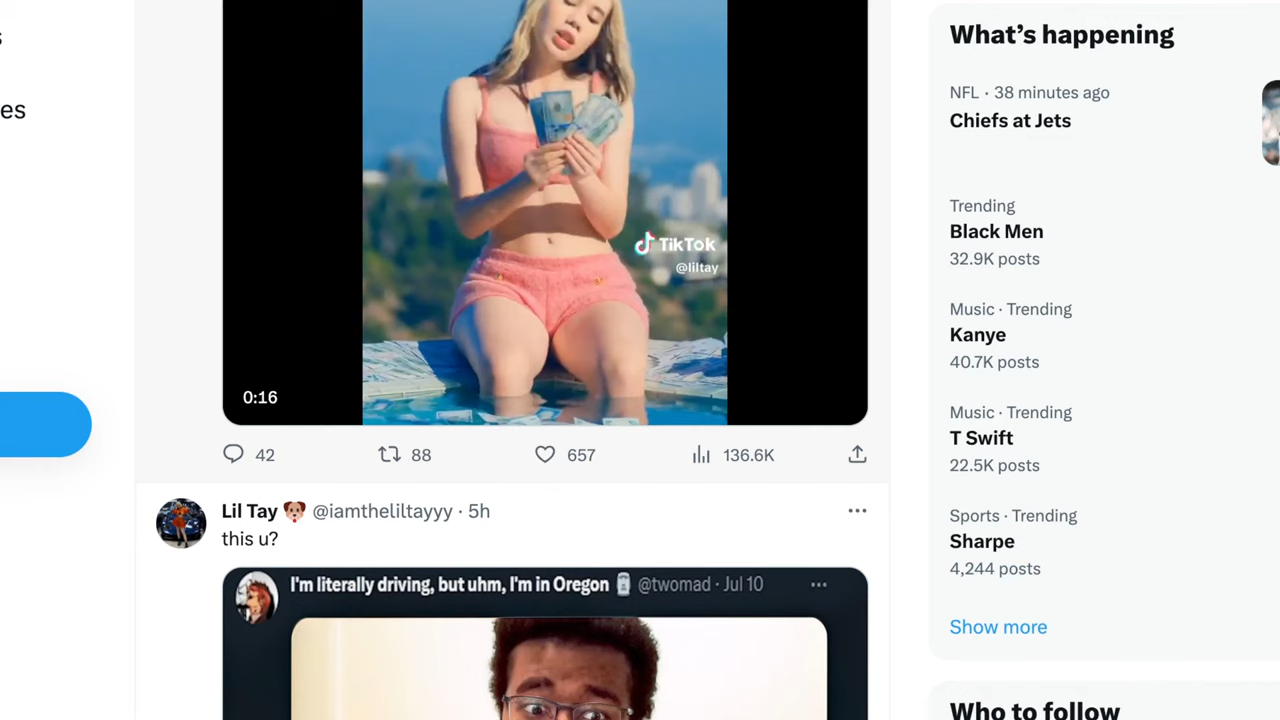 s
es
TikTok
@liltay
0:16
42 88 657 136.6K
Lil Tay @iamtheliltayyy · 5h
this u?
I'm literally driving, but uhm, I'm in Oregon @twomad · Jul 10
What's happening
NFL · 38 minutes ago
Chiefs at Jets
Trending
Black Men
32.9K posts
Music · Trending
Kanye
40.7K posts
Music · Trending
T Swift
22.5K posts
Sports · Trending
Sharpe
4,244 posts
Show more
Who to follow